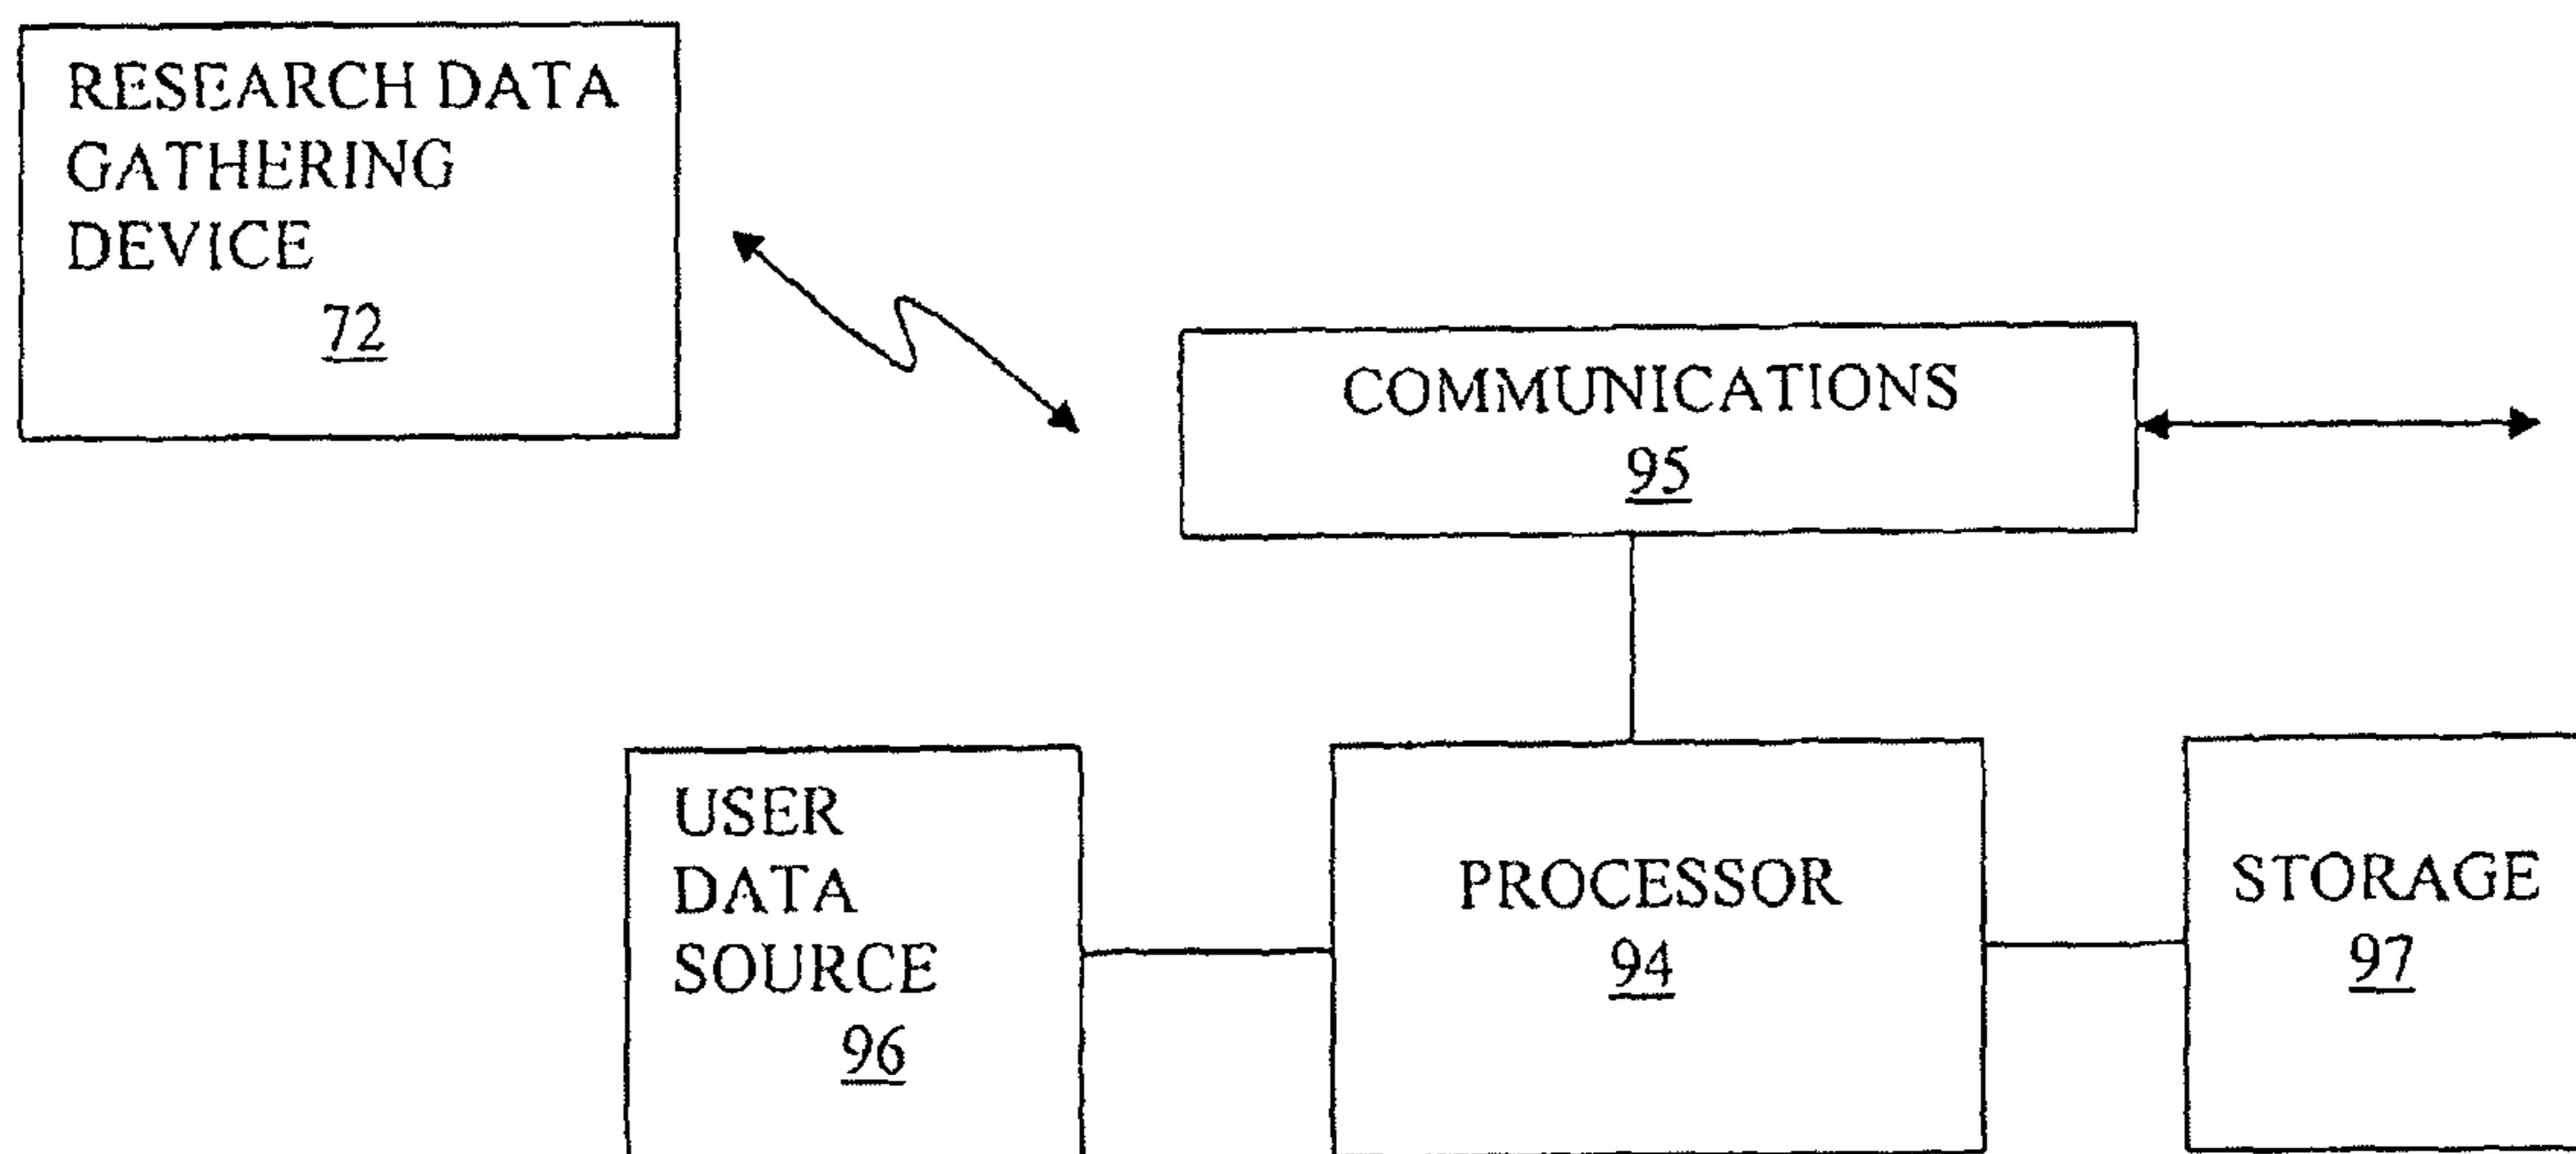 RESEARCH DATA
GATHERING
DEVICE
72
COMMUNICATIONS
95
USER
DATA
SOURCE
96
PROCESSOR
94
STORAGE
97